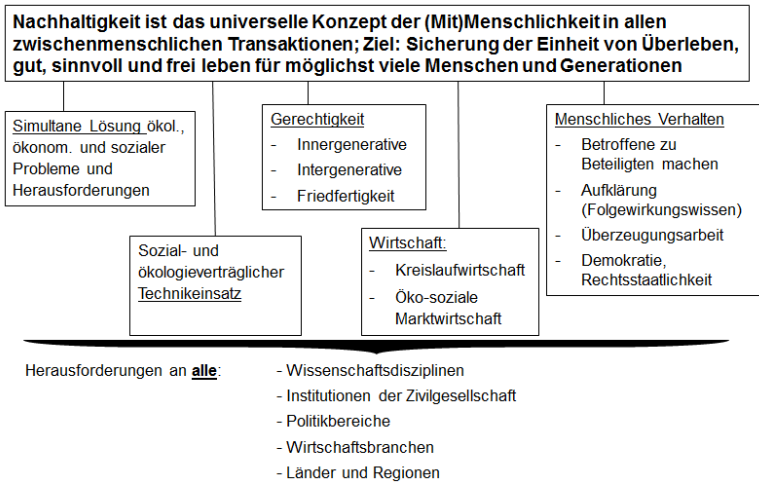 Nachhaltigkeit ist das universelle Konzept der (Mit)Menschlichkeit in allen
zwischenmenschlichen Transaktionen; Ziel: Sicherung der Einheit von Überleben,
gut, sinnvoll und frei leben für möglichst viele Menschen und Generationen
Simultane Lösung ökol.,
ökonom. und sozialer
Probleme und
Herausforderungen
Sozial- und
ökologieverträglicher
Technikeinsatz
Gerechtigkeit
- Innergenerative
- Intergenerative
- Friedfertigkeit
Wirtschaft:
- Kreislaufwirtschaft
- Öko-soziale
Marktwirtschaft
Menschliches Verhalten
- Betroffene zu
Beteiligten machen
- Aufklärung
(Folgewirkungswissen)
- Überzeugungsarbeit
- Demokratie,
Rechtsstaatlichkeit
Herausforderungen an alle:
- Wissenschaftsdisziplinen
- Institutionen der Zivilgesellschaft
- Politikbereiche
- Wirtschaftsbranchen
- Länder und Regionen